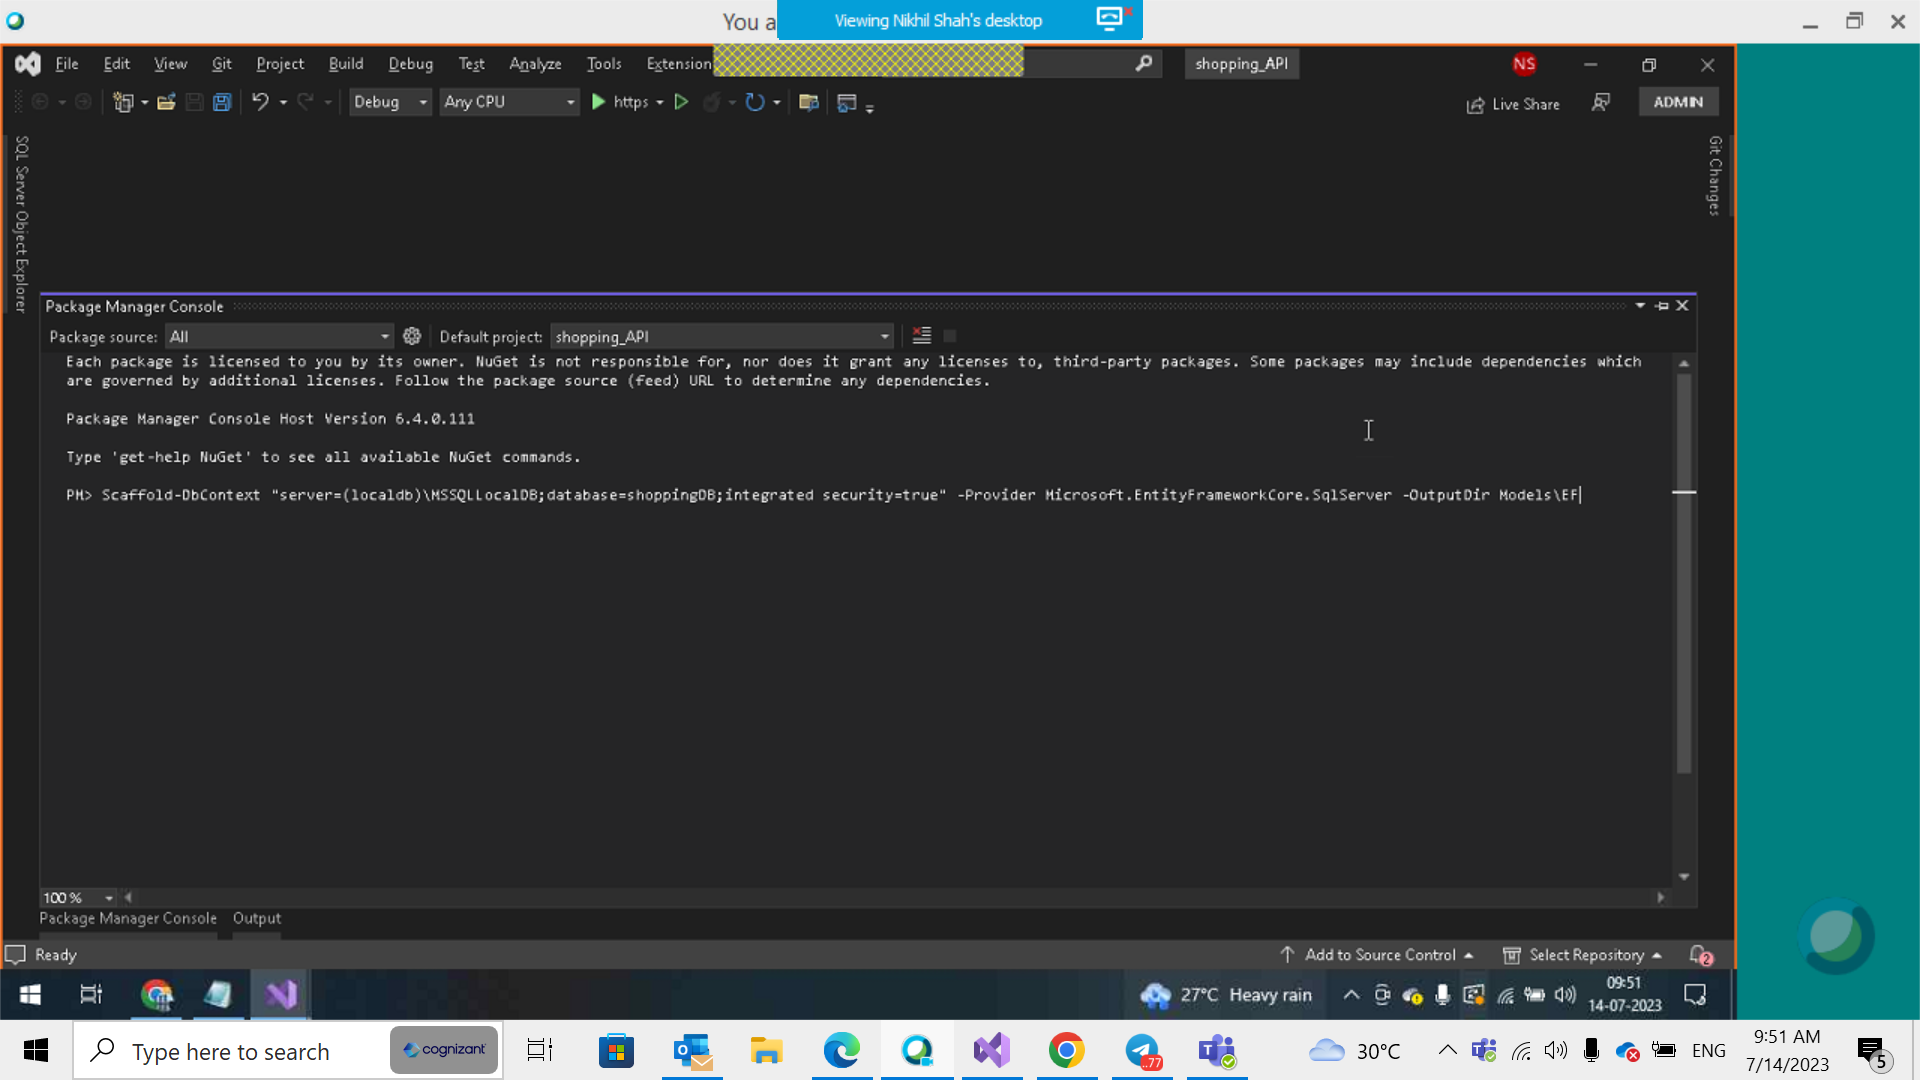 You a
Viewing Nikhil Shah's desktop
File Edit View Git Project Build Debug Test Analyze Tools Extension
shopping_API
NS
Debug Any CPU https Live Share ADMIN
SQL Server Object Explorer
Git Changes
Package Manager Console
Package source: All Default project: shopping_API
Each package is licensed to you by its owner. NuGet is not responsible for, nor does it grant any licenses to, third-party packages. Some packages may include dependencies which
are governed by additional licenses. Follow the package source (feed) URL to determine any dependencies.
Package Manager Console Host Version 6.4.0.111
Type 'get-help NuGet' to see all available NuGet commands.
PM> Scaffold-DbContext "server=(localdb)\MSSQLLocalDB;database=shoppingDB;integrated security=true" -Provider Microsoft.EntityFrameworkCore.SqlServer -OutputDir Models\EF
100 %
Package Manager Console Output
Ready Add to Source Control Select Repository 2
27°C Heavy rain 09:51
14-07-2023
Type here to search cognizant ..77 30°C ENG 9:51 AM
7/14/2023 5